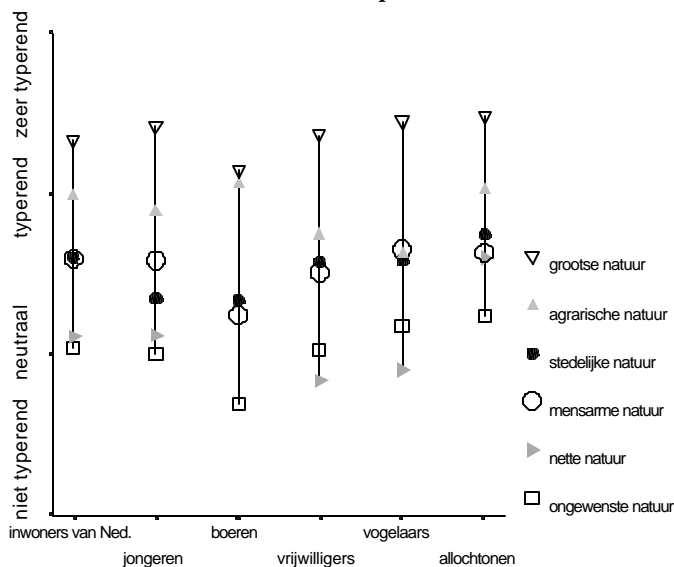 zeer typerend
typerend
neutraal
niet typerend
inwoners van Ned.
jongeren
boeren
vrijwilligers
vogelaars
allochtonen
grootse natuur
agrarische natuur
stedelijke natuur
mensarme natuur
nette natuur
ongewenste natuur